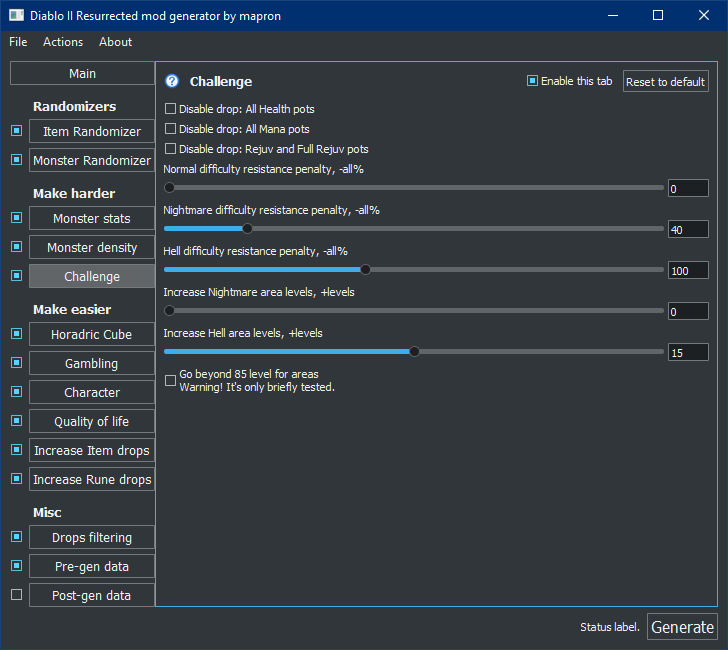 Diablo II Resurrected mod generator by mapron
File Actions About
Main
Randomizers
Item Randomizer
Monster Randomizer
Make harder
Monster stats
Monster density
Challenge
Make easier
Horadric Cube
Gambling
Character
Quality of life
Increase Item drops
Increase Rune drops
Misc
Drops filtering
Pre-gen data
Post-gen data
? Challenge
Enable this tab
Reset to default
Disable drop: All Health pots
Disable drop: All Mana pots
Disable drop: Rejuv and Full Rejuv pots
Normal difficulty resistance penalty, -all%
0
Nightmare difficulty resistance penalty, -all%
40
Hell difficulty resistance penalty, -all%
100
Increase Nightmare area levels, +levels
0
Increase Hell area levels, +levels
15
Go beyond 85 level for areas
Warning! It's only briefly tested.
Status label.
Generate